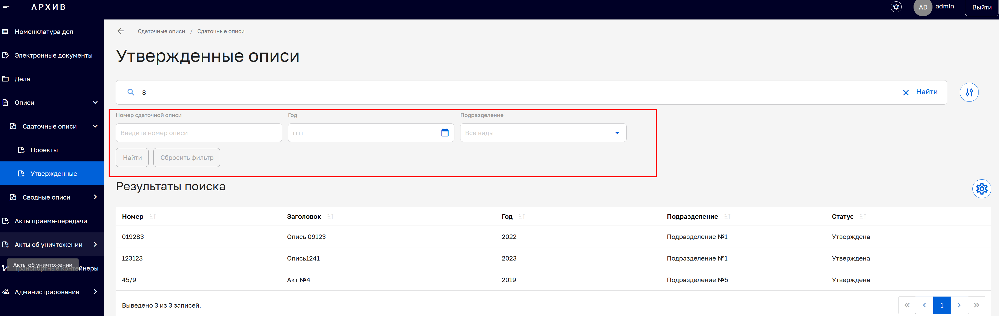 АРХИВ
AD
admin
Выйти
Номенклатура дел
Электронные документы
Дела
Описи
Сдаточные описи
Проекты
Утвержденные
Сводные описи
Акты приема-передачи
Акты об уничтожении
Акты об уничтожении
Транспортные контейнеры
Администрирование
Сдаточные описи / Сдаточные описи
Утвержденные описи
8
Найти
Номер сдаточной описи Год Подразделение
Введите номер описи гггг Все виды
Найти Сбросить фильтр
Результаты поиска
Номер Заголовок Год Подразделение Статус
019283 Опись 09123 2022 Подразделение №1 Утверждена
123123 Опись1241 2023 Подразделение №1 Утверждена
45/9 Акт №4 2019 Подразделение №5 Утверждена
Выведено 3 из 3 записей.
1